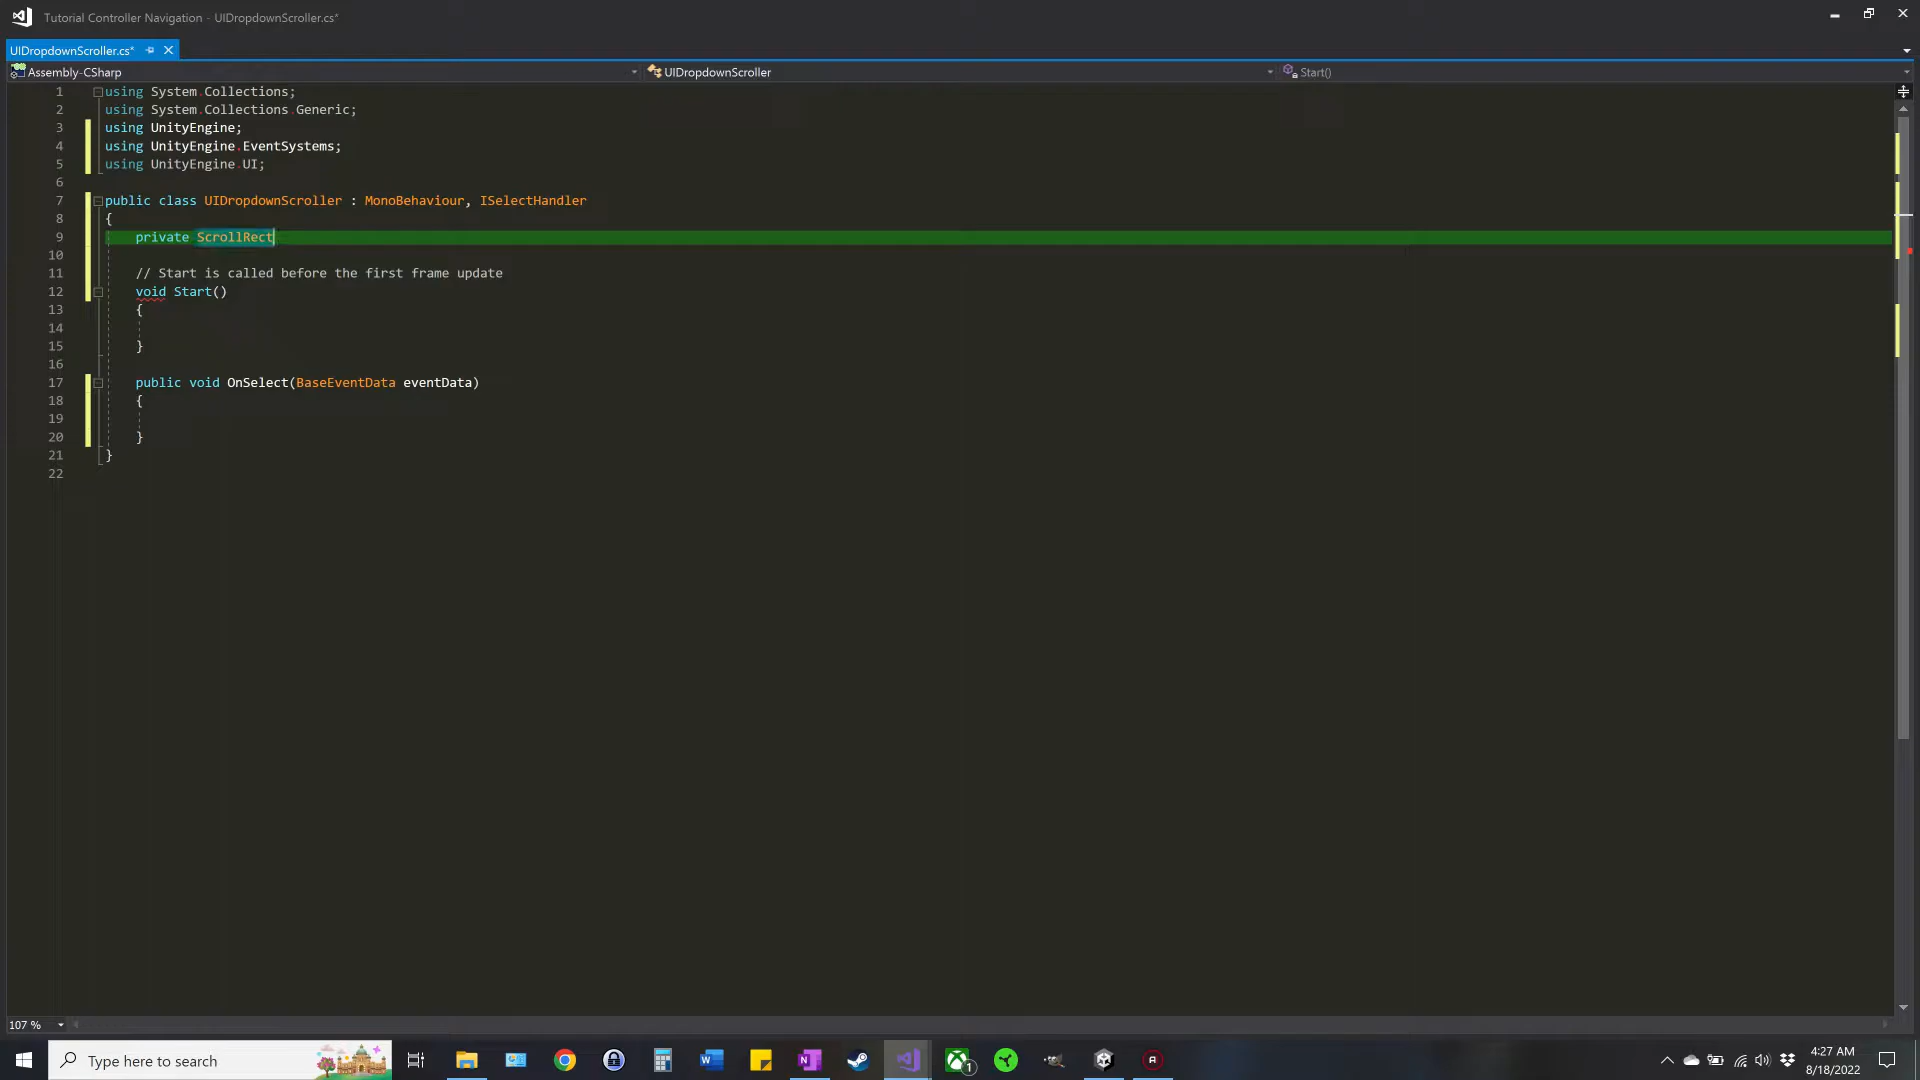 Tutorial Controller Navigation - UIDropdownScroller.cs*
UIDropdownScroller.cs*
Assembly-CSharp
UIDropdownScroller
Start()
1 using System.Collections;
2 using System.Collections.Generic;
3 using UnityEngine;
4 using UnityEngine.EventSystems;
5 using UnityEngine.UI;
6
7 public class UIDropdownScroller : MonoBehaviour, ISelectHandler
8 {
9 private ScrollRect
10
11 // Start is called before the first frame update
12 void Start()
13 {
14
15 }
16
17 public void OnSelect(BaseEventData eventData)
18 {
19
20 }
21 }
22
107 %
Type here to search
1
4:27 AM
8/18/2022